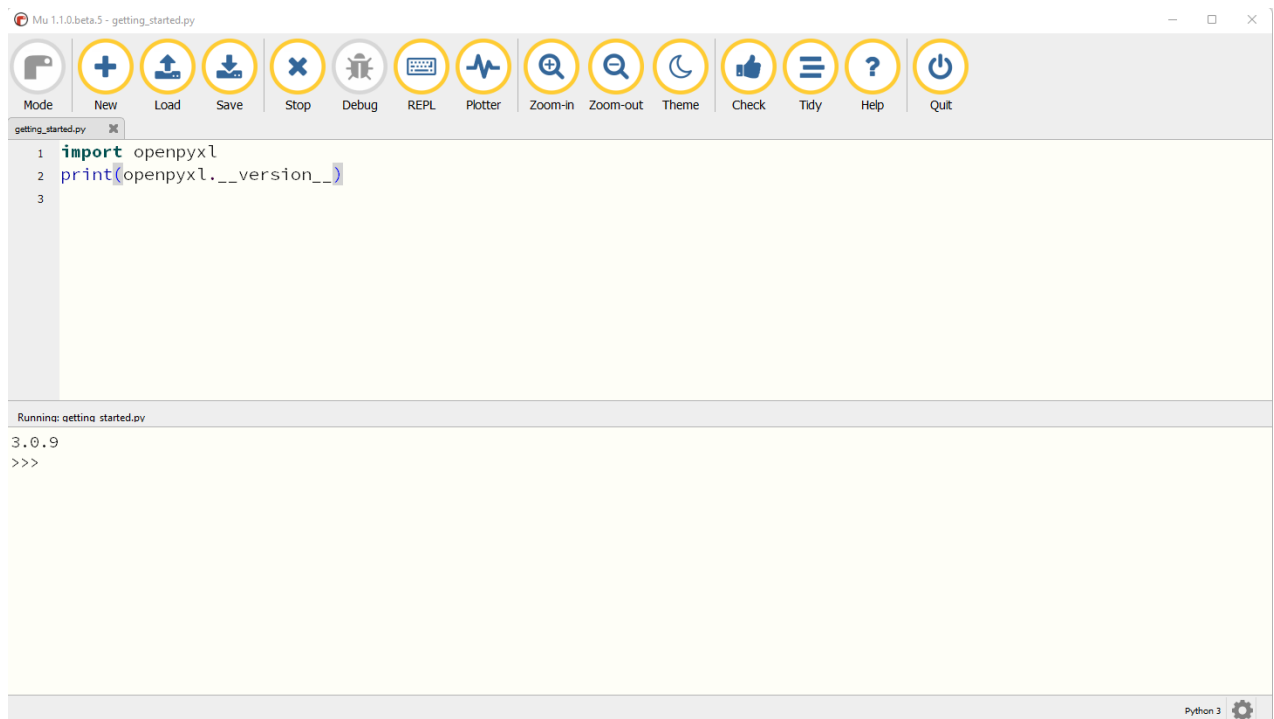 Mu 1.1.0.beta.5 - getting_started.py
Mode New Load Save Stop Debug REPL Plotter Zoom-in Zoom-out Theme Check Tidy Help Quit
getting_started.py
1 import openpyxl
2 print(openpyxl.__version__)
3
Running: getting_started.py
3.0.9
>>>
Python 3